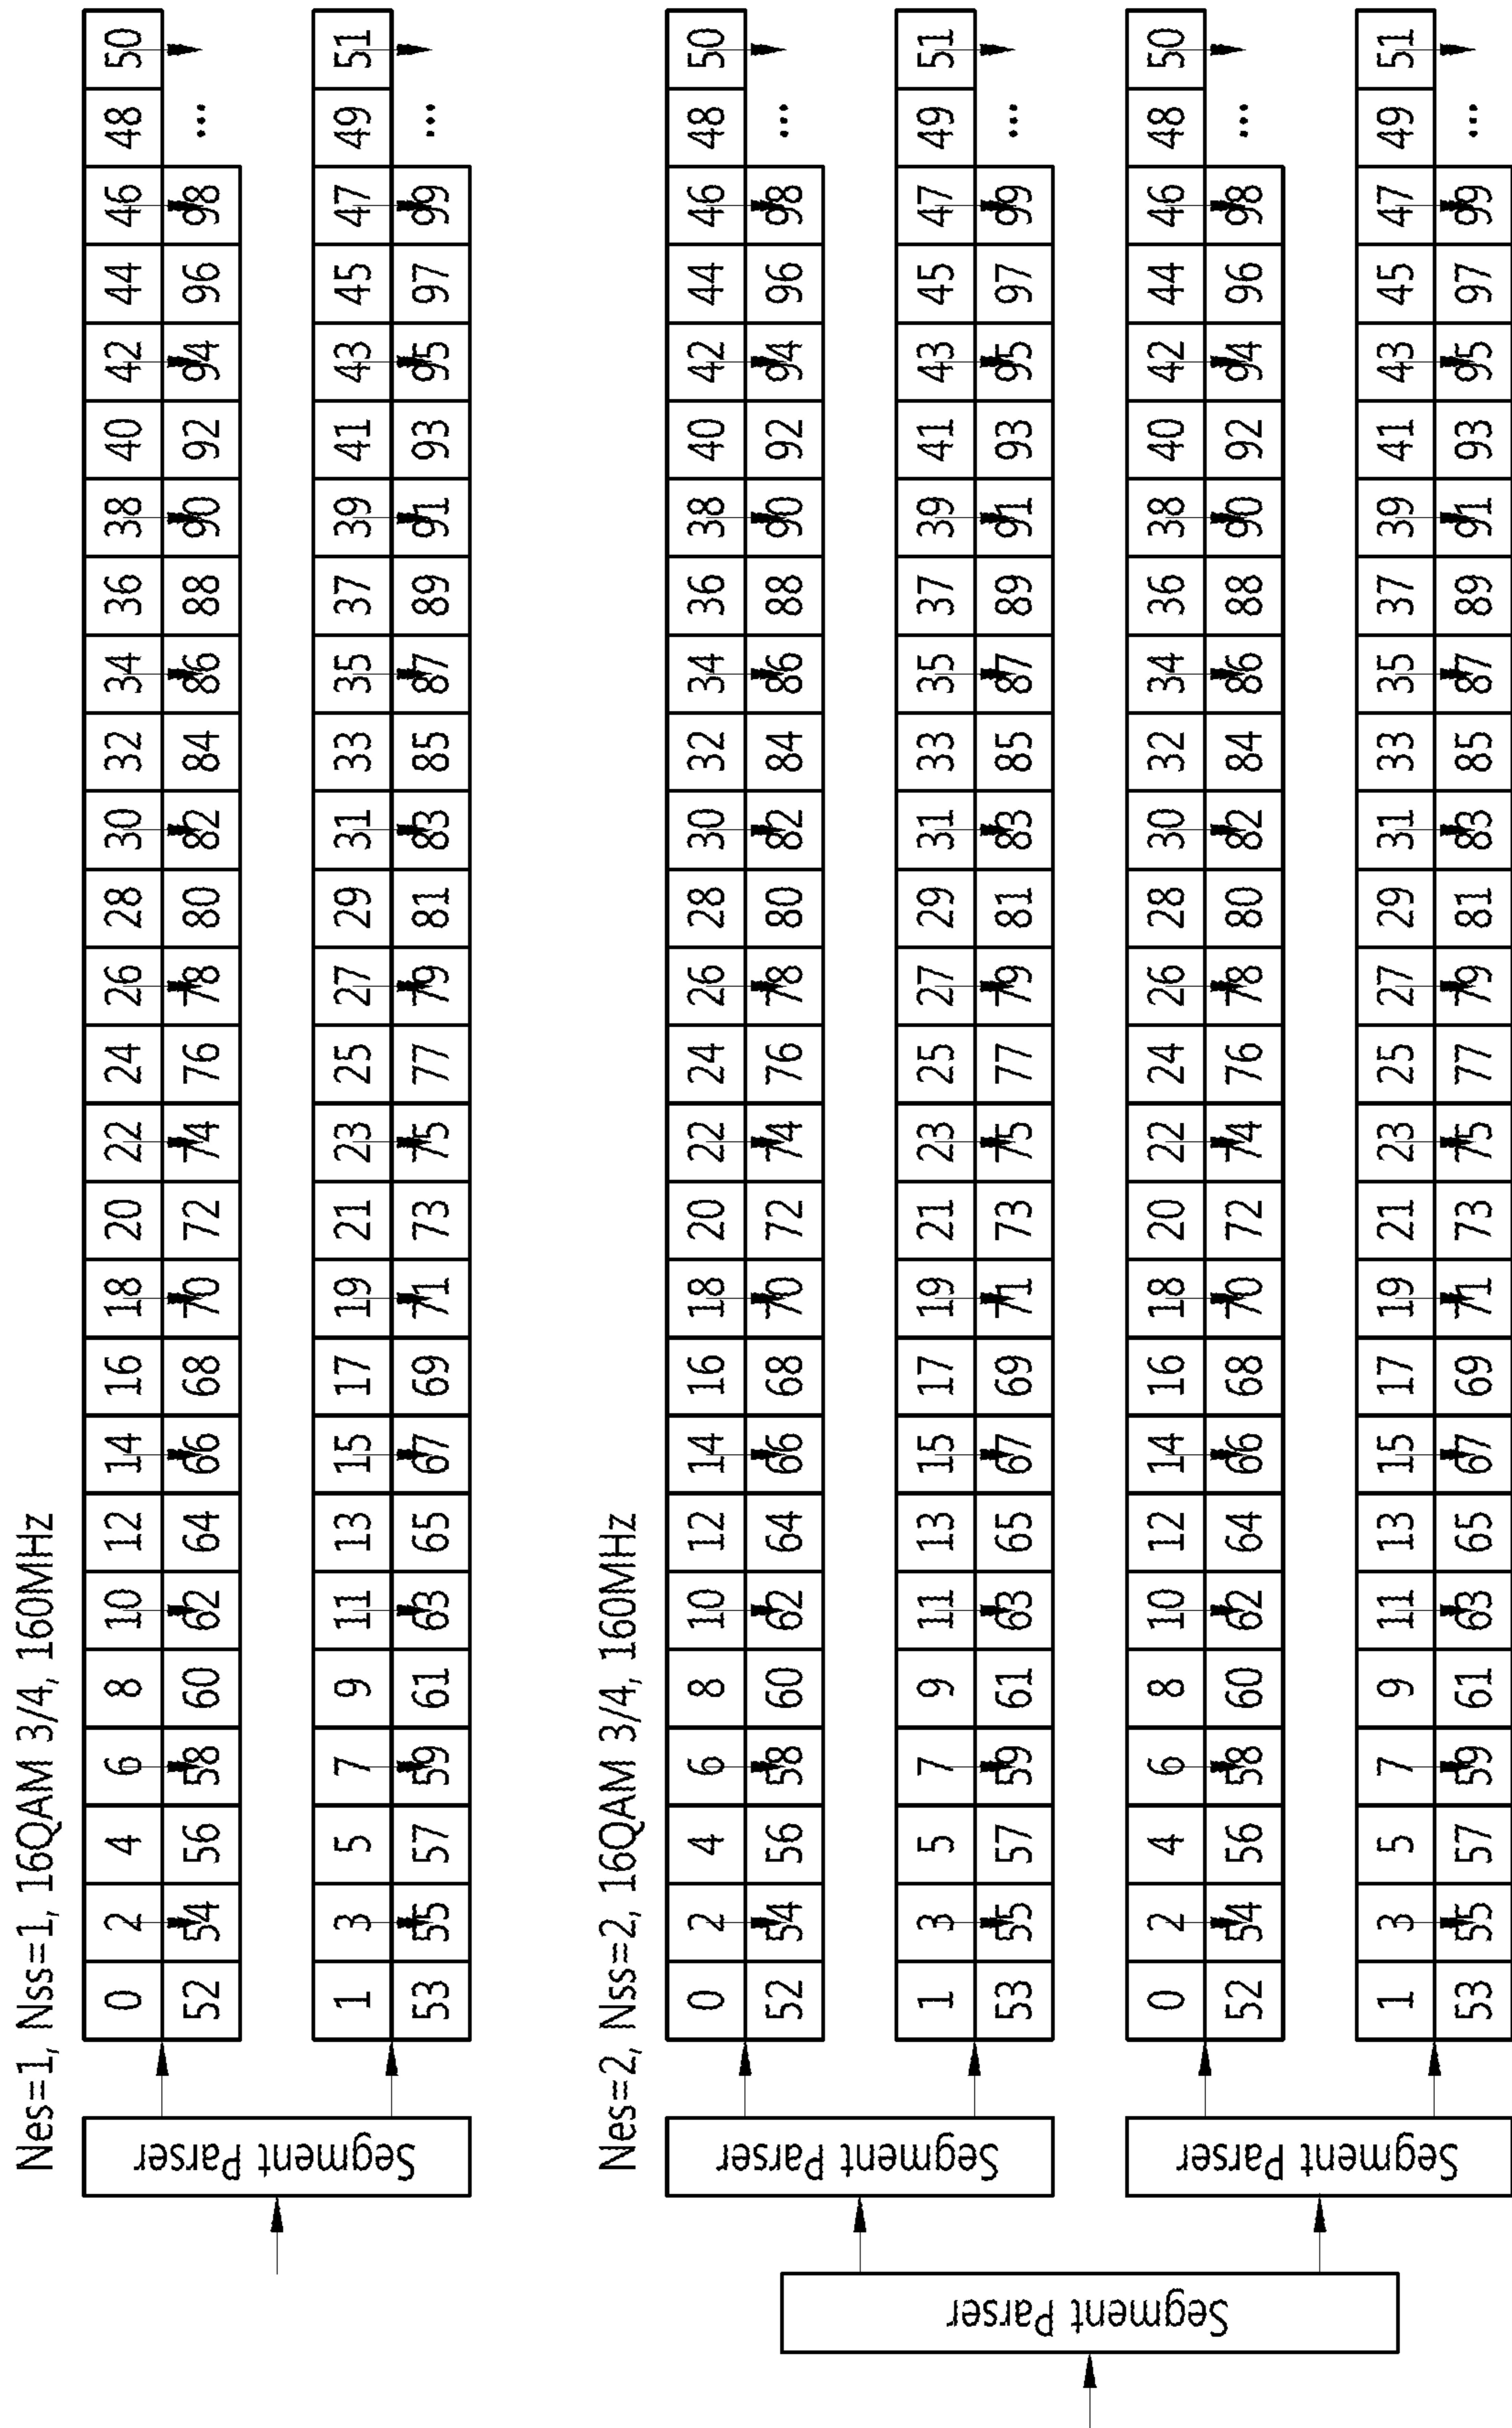 Nes=1, Nss=1, 16QAM 3/4, 160MHz
Segment Parser
0 2 4 6 8 10 12 14 16 18 20 22 24 26 28 30 32 34 36 38 40 42 44 46 48 50
52 54 56 58 60 62 64 66 68 70 72 74 76 78 80 82 84 86 88 90 92 94 96 98 ...
1 3 5 7 9 11 13 15 17 19 21 23 25 27 29 31 33 35 37 39 41 43 45 47 49 51
53 55 57 59 61 63 65 67 69 71 73 75 77 79 81 83 85 87 89 91 93 95 97 99 ...
Nes=2, Nss=2, 16QAM 3/4, 160MHz
Segment Parser
Segment Parser
0 2 4 6 8 10 12 14 16 18 20 22 24 26 28 30 32 34 36 38 40 42 44 46 48 50
52 54 56 58 60 62 64 66 68 70 72 74 76 78 80 82 84 86 88 90 92 94 96 98 ...
1 3 5 7 9 11 13 15 17 19 21 23 25 27 29 31 33 35 37 39 41 43 45 47 49 51
53 55 57 59 61 63 65 67 69 71 73 75 77 79 81 83 85 87 89 91 93 95 97 99 ...
Segment Parser
0 2 4 6 8 10 12 14 16 18 20 22 24 26 28 30 32 34 36 38 40 42 44 46 48 50
52 54 56 58 60 62 64 66 68 70 72 74 76 78 80 82 84 86 88 90 92 94 96 98 ...
1 3 5 7 9 11 13 15 17 19 21 23 25 27 29 31 33 35 37 39 41 43 45 47 49 51
53 55 57 59 61 63 65 67 69 71 73 75 77 79 81 83 85 87 89 91 93 95 97 99 ...